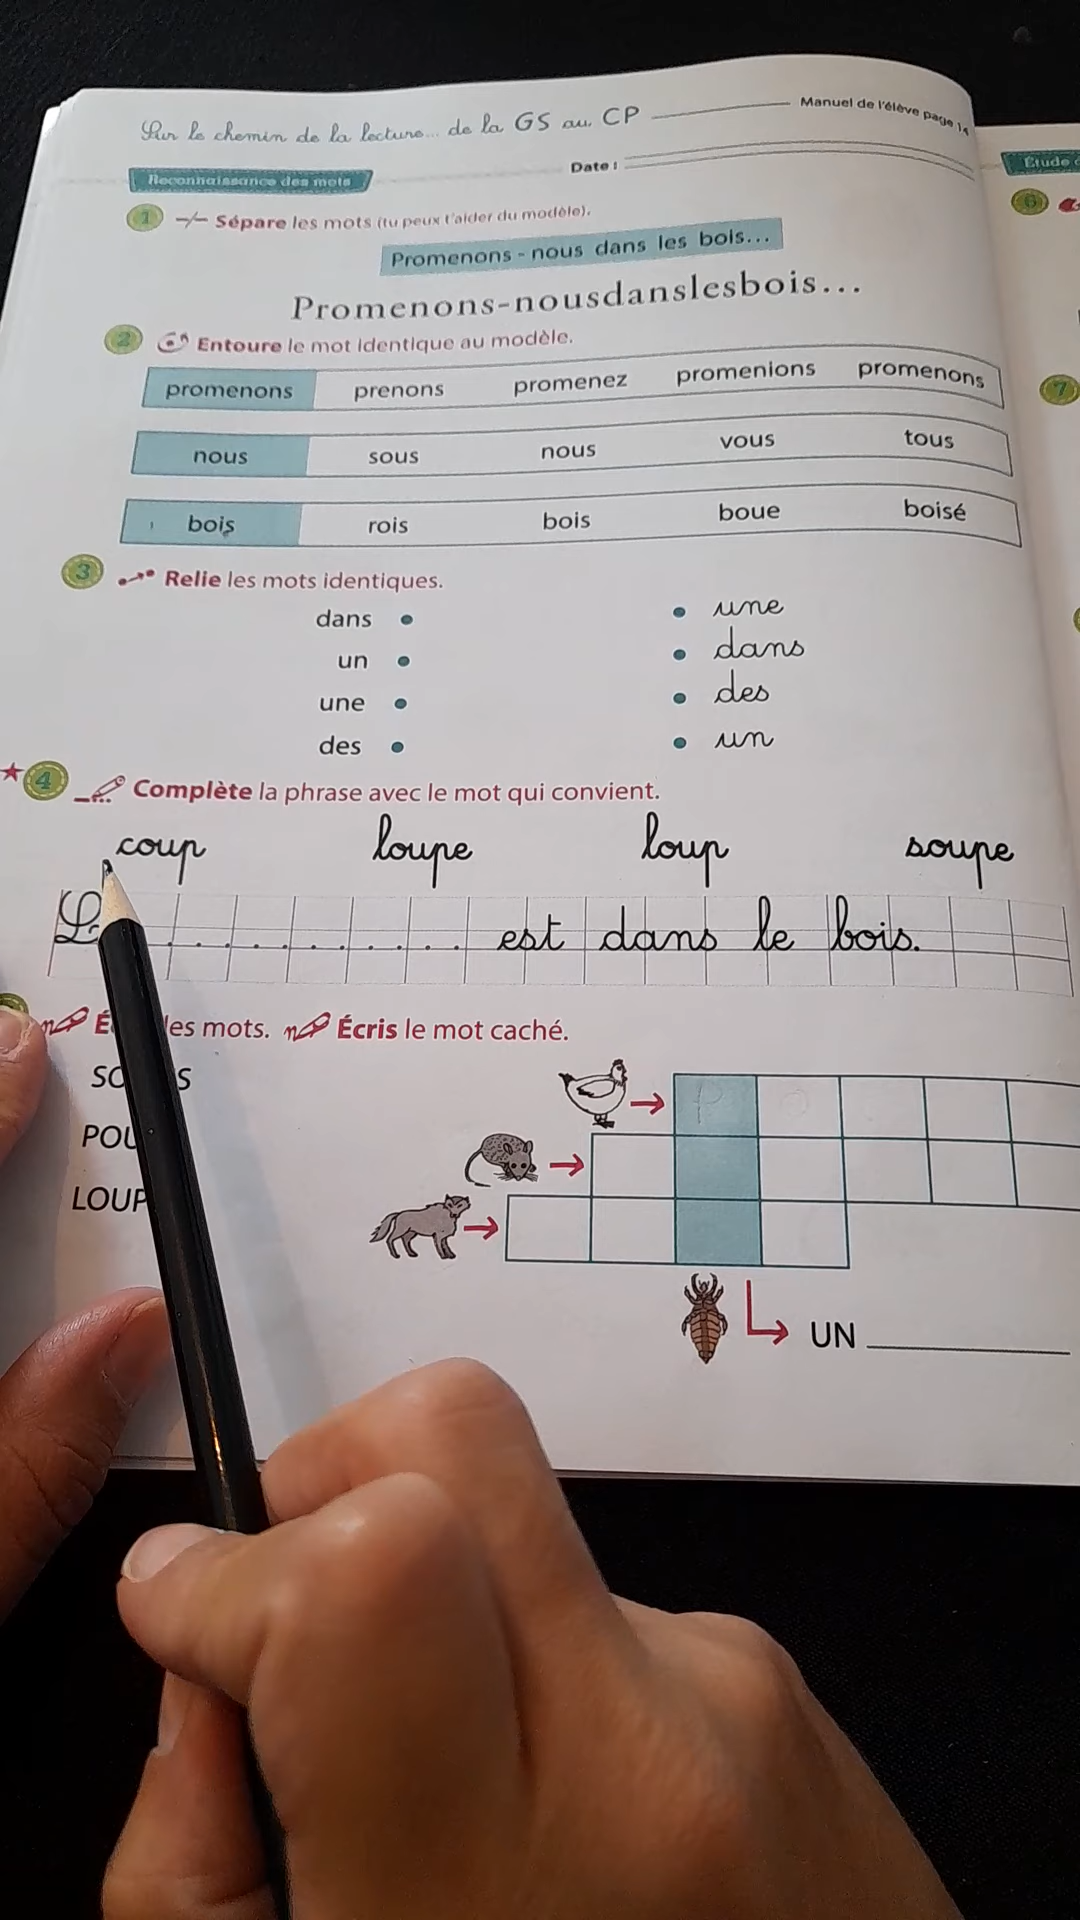 Sur le chemin de la lecture... de la GS au CP
Manuel de l'élève page 14
Date :
Reconnaissance des mots
1 Sépare les mots (tu peux t'aider du modèle).
Promenons - nous dans les bois...
Promenons-nousdanslesbois...
2 Entoure le mot identique au modèle.
promenons prenons promenez promenions promenons
nous sous nous vous tous
bois rois bois boue boisé
3 Relie les mots identiques.
dans une
un dans
une des
des un
4 Complète la phrase avec le mot qui convient.
coup loupe loup soupe
est dans le bois.
les mots. Écris le mot caché.
LOUP
P O
UN
Étude
6
7